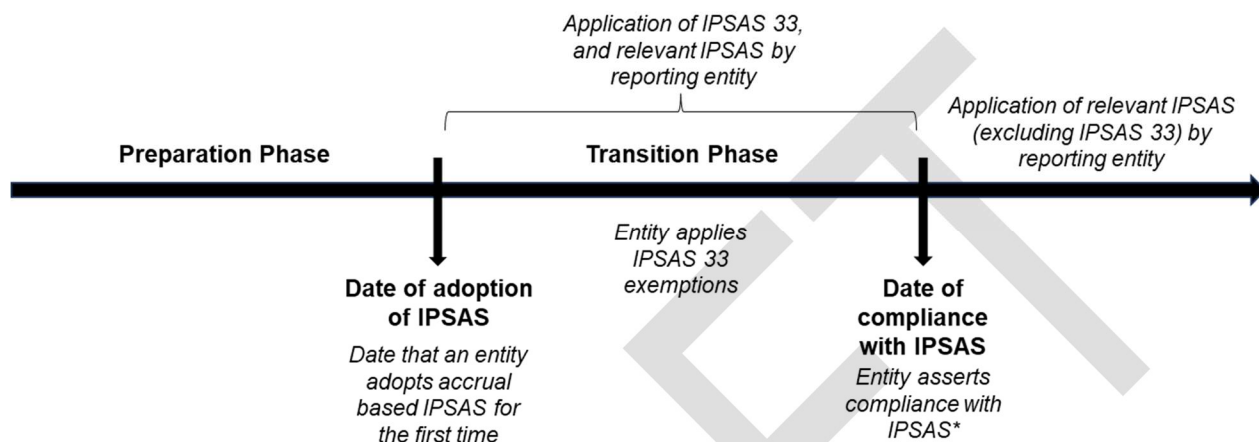 Application of IPSAS 33,
and relevant IPSAS by
reporting entity
Application of relevant IPSAS
(excluding IPSAS 33) by
reporting entity
Preparation Phase
Transition Phase
Entity applies
IPSAS 33
exemptions
Date of adoption
of IPSAS
Date that an entity
adopts accrual
based IPSAS for
the first time
Date of
compliance
with IPSAS
Entity asserts
compliance with
IPSAS*